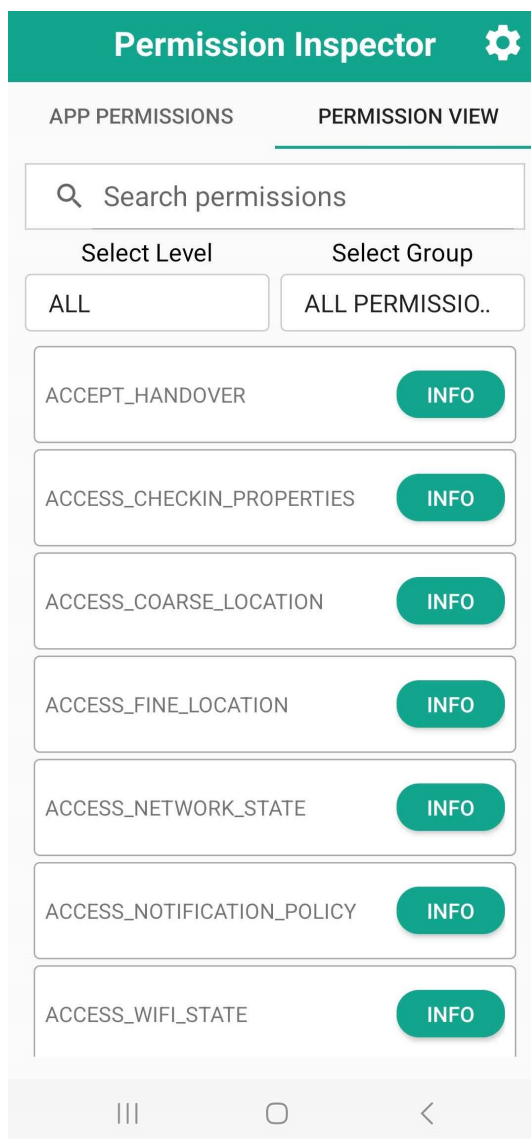 Permission Inspector
APP PERMISSIONS PERMISSION VIEW
Search permissions
Select Level Select Group
ALL ALL PERMISSIO..
ACCEPT_HANDOVER INFO
ACCESS_CHECKIN_PROPERTIES INFO
ACCESS_COARSE_LOCATION INFO
ACCESS_FINE_LOCATION INFO
ACCESS_NETWORK_STATE INFO
ACCESS_NOTIFICATION_POLICY INFO
ACCESS_WIFI_STATE INFO